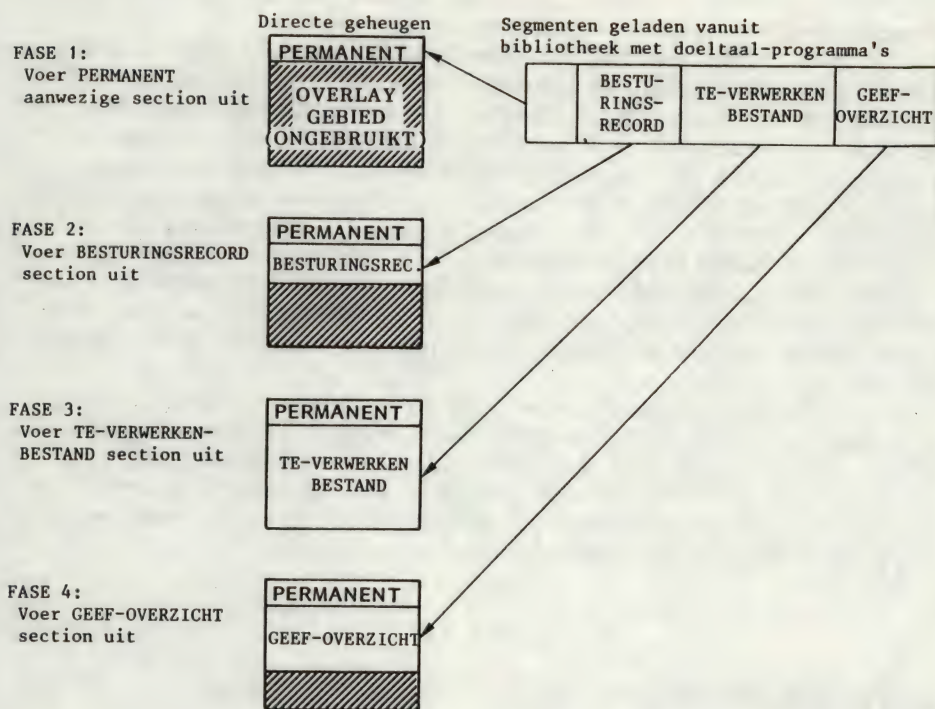 Directe geheugen
Segmenten geladen vanuit
bibliotheek met doeltaal-programma's
FASE 1:
Voer PERMANENT
aanwezige section uit
PERMANENT
OVERLAY
GEBIED
(ONGEBRUIKT)
BESTU-
RINGS-
RECORD
TE-VERWERKEN
BESTAND
GEEF-
OVERZICHT
FASE 2:
Voer BESTURINGSRECORD
section uit
PERMANENT
BESTURINGSREC.
FASE 3:
Voer TE-VERWERKEN-
BESTAND section uit
PERMANENT
TE-VERWERKEN
BESTAND
FASE 4:
Voer GEEF-OVERZICHT
section uit
PERMANENT
GEEF-OVERZICHT